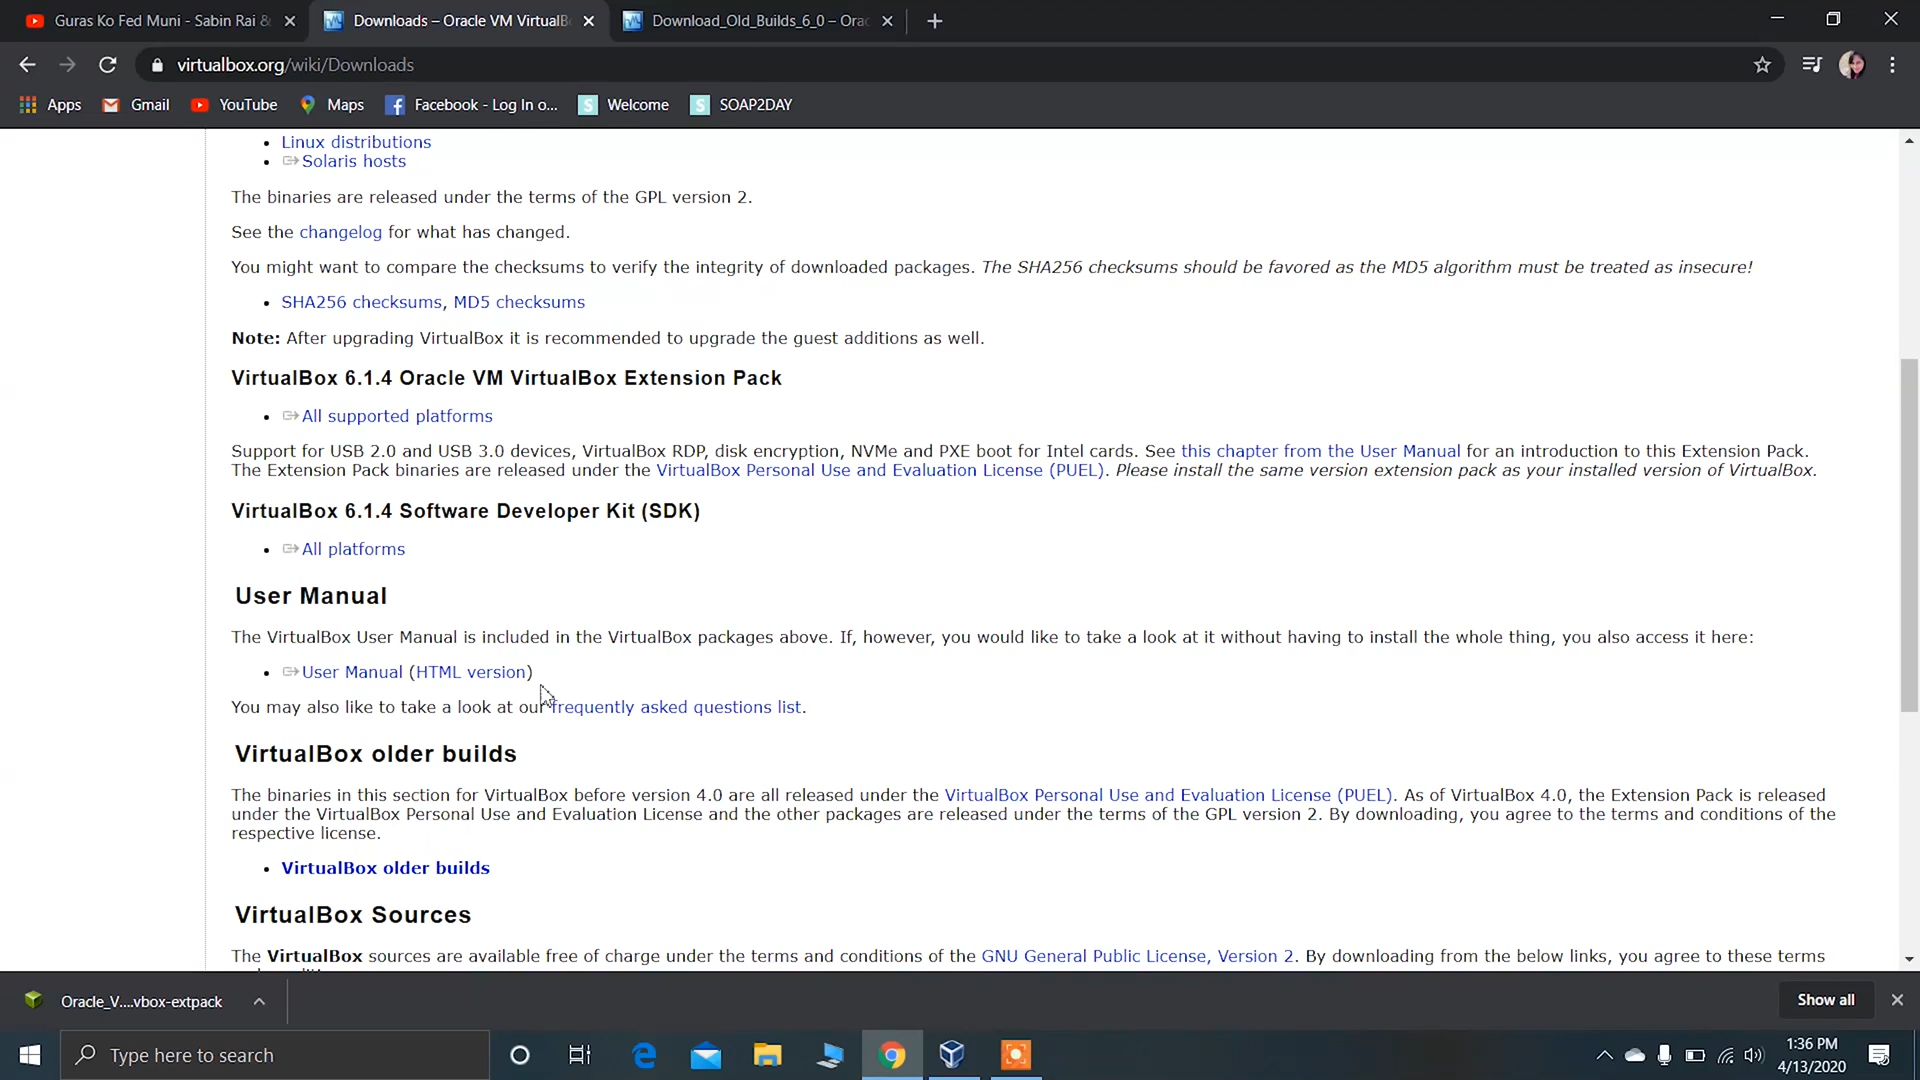 Guras Ko Fed Muni - Sabin Rai &
Downloads – Oracle VM VirtualB
Download_Old_Builds_6_0 – Orac
virtualbox.org/wiki/Downloads
Apps Gmail YouTube Maps Facebook - Log In o... Welcome SOAP2DAY
Linux distributions
Solaris hosts
The binaries are released under the terms of the GPL version 2.
See the changelog for what has changed.
You might want to compare the checksums to verify the integrity of downloaded packages. The SHA256 checksums should be favored as the MD5 algorithm must be treated as insecure!
SHA256 checksums, MD5 checksums
Note: After upgrading VirtualBox it is recommended to upgrade the guest additions as well.
VirtualBox 6.1.4 Oracle VM VirtualBox Extension Pack
All supported platforms
Support for USB 2.0 and USB 3.0 devices, VirtualBox RDP, disk encryption, NVMe and PXE boot for Intel cards. See this chapter from the User Manual for an introduction to this Extension Pack.
The Extension Pack binaries are released under the VirtualBox Personal Use and Evaluation License (PUEL). Please install the same version extension pack as your installed version of VirtualBox.
VirtualBox 6.1.4 Software Developer Kit (SDK)
All platforms
User Manual
The VirtualBox User Manual is included in the VirtualBox packages above. If, however, you would like to take a look at it without having to install the whole thing, you also access it here:
User Manual (HTML version)
You may also like to take a look at our frequently asked questions list.
VirtualBox older builds
The binaries in this section for VirtualBox before version 4.0 are all released under the VirtualBox Personal Use and Evaluation License (PUEL). As of VirtualBox 4.0, the Extension Pack is released
under the VirtualBox Personal Use and Evaluation License and the other packages are released under the terms of the GPL version 2. By downloading, you agree to the terms and conditions of the
respective license.
VirtualBox older builds
VirtualBox Sources
The VirtualBox sources are available free of charge under the terms and conditions of the GNU General Public License, Version 2. By downloading from the below links, you agree to these terms
Oracle_V....vbox-extpack
Show all
Type here to search
1:36 PM
4/13/2020